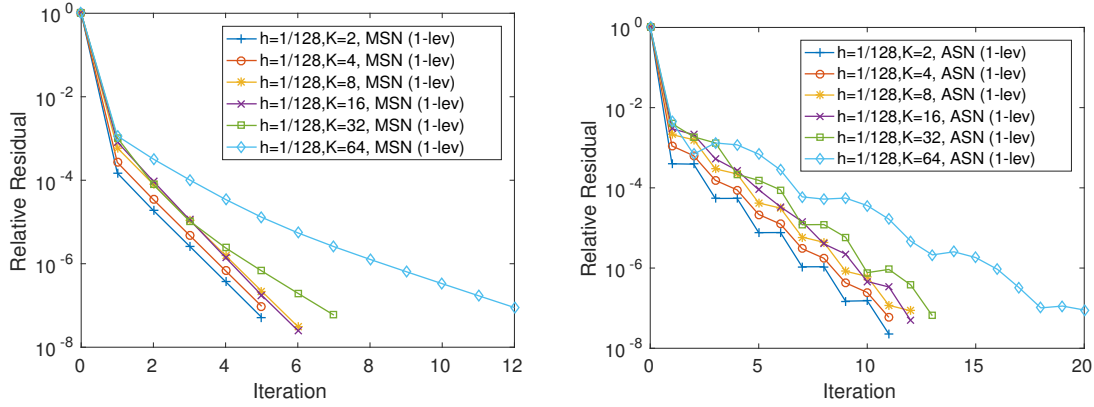 10^0
10^-2
10^-4
10^-6
10^-8
Relative Residual
0 2 4 6 8 10 12
Iteration
h=1/128,K=2, MSN (1-lev)
h=1/128,K=4, MSN (1-lev)
h=1/128,K=8, MSN (1-lev)
h=1/128,K=16, MSN (1-lev)
h=1/128,K=32, MSN (1-lev)
h=1/128,K=64, MSN (1-lev)
10^0
10^-2
10^-4
10^-6
10^-8
Relative Residual
0 5 10 15 20
Iteration
h=1/128,K=2, ASN (1-lev)
h=1/128,K=4, ASN (1-lev)
h=1/128,K=8, ASN (1-lev)
h=1/128,K=16, ASN (1-lev)
h=1/128,K=32, ASN (1-lev)
h=1/128,K=64, ASN (1-lev)